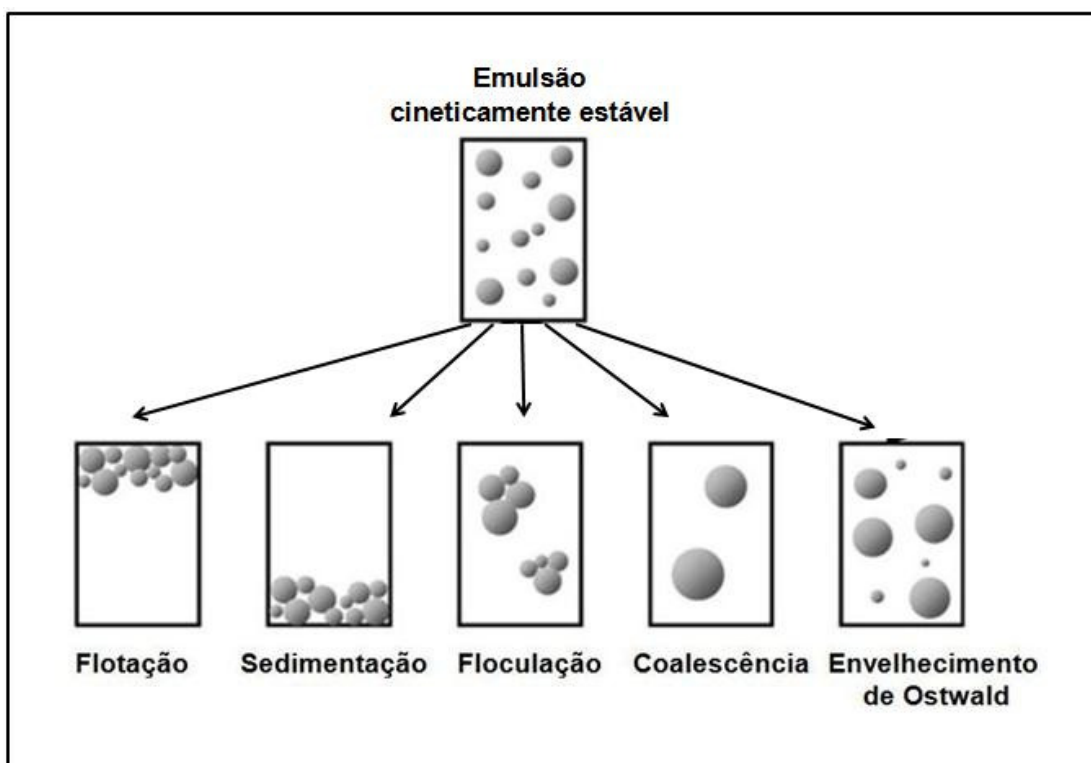 Emulsão
cineticamente estável
Flotação
Sedimentação
Floculação
Coalescência
Envelhecimento
de Ostwald